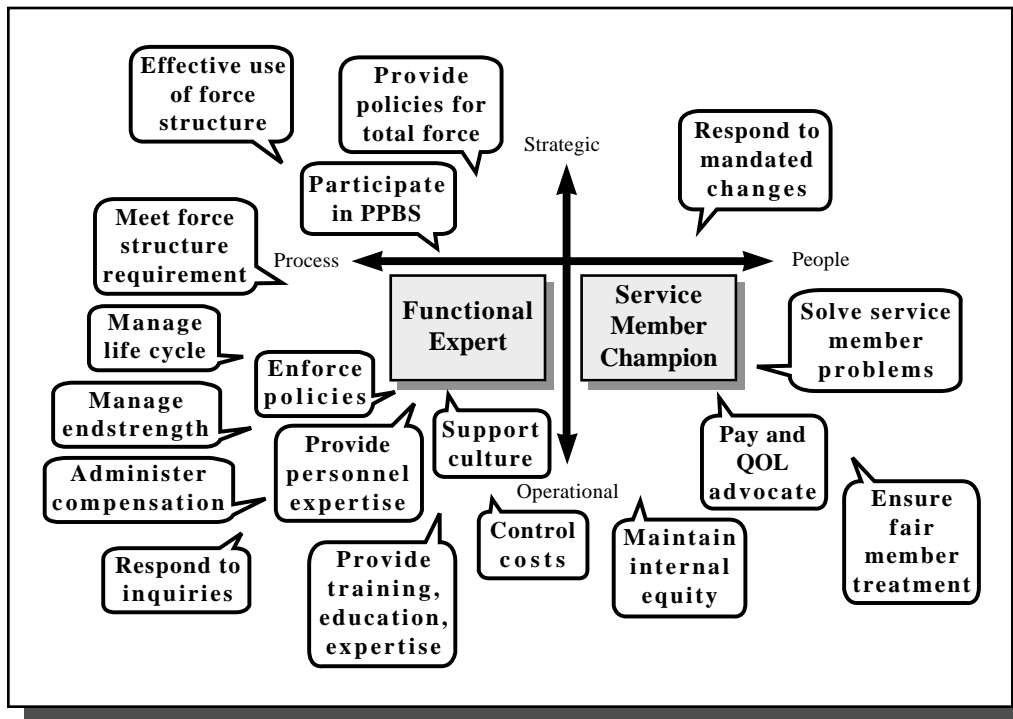 Effective use
of force
structure
Provide
policies for
total force
Strategic
Respond to
mandated
changes
Participate
in PPBS
Meet force
structure
requirement
Process
People
Functional
Expert
Service
Member
Champion
Solve service
member
problems
Manage
life cycle
Enforce
policies
Manage
endstrength
Support
culture
Pay and
QOL
advocate
Provide
personnel
expertise
Administer
compensation
Operational
Ensure
fair
member
treatment
Control
costs
Maintain
internal
equity
Respond to
inquiries
Provide
training,
education,
expertise